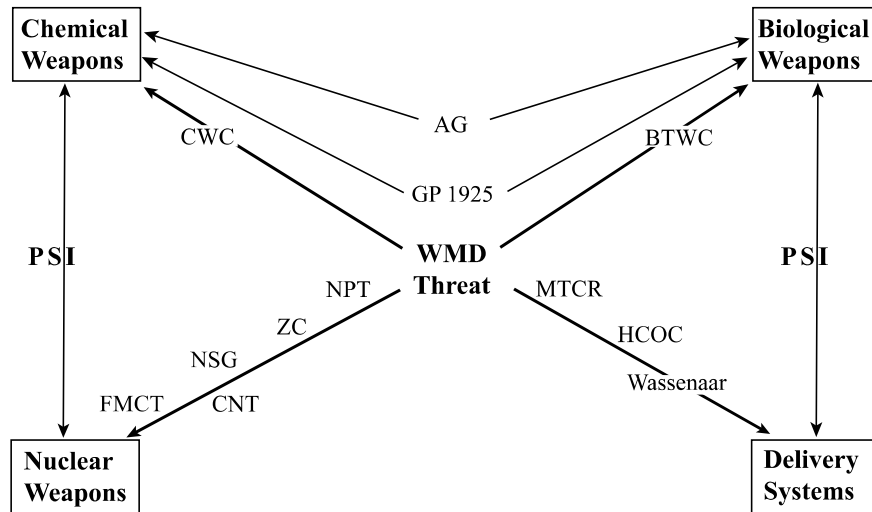 Chemical
Weapons
Biological
Weapons
AG
CWC
BTWC
GP 1925
PSI
WMD
Threat
PSI
NPT
MTCR
ZC
HCOC
NSG
Wassenaar
FMCT
CNT
Nuclear
Weapons
Delivery
Systems